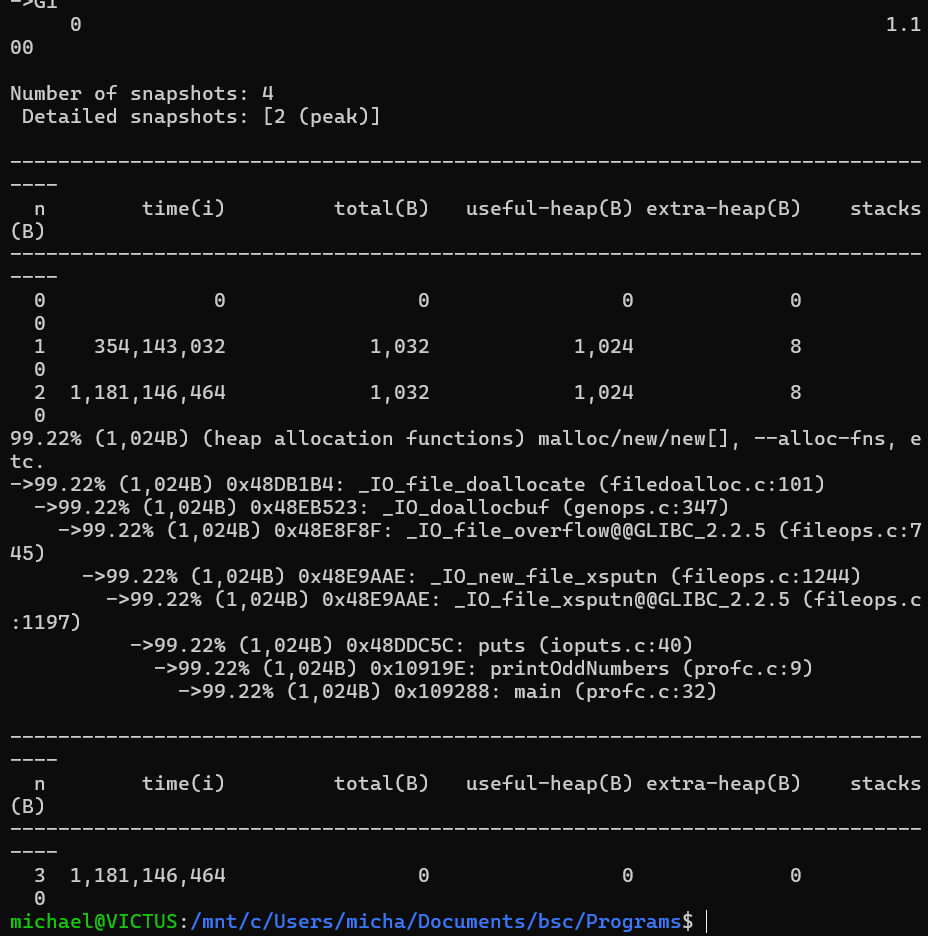 ->Gi
0 1.1
00
Number of snapshots: 4
Detailed snapshots: [2 (peak)]
--------------------------------------------------------------------------------
----
n time(i) total(B) useful-heap(B) extra-heap(B) stacks
(B)
--------------------------------------------------------------------------------
----
0 0 0 0 0
0
1 354,143,032 1,032 1,024 8
0
2 1,181,146,464 1,032 1,024 8
0
99.22% (1,024B) (heap allocation functions) malloc/new/new[], --alloc-fns, e
tc.
->99.22% (1,024B) 0x48DB1B4: _IO_file_doallocate (filedoalloc.c:101)
->99.22% (1,024B) 0x48EB523: _IO_doallocbuf (genops.c:347)
->99.22% (1,024B) 0x48E8F8F: _IO_file_overflow@@GLIBC_2.2.5 (fileops.c:7
45)
->99.22% (1,024B) 0x48E9AAE: _IO_new_file_xsputn (fileops.c:1244)
->99.22% (1,024B) 0x48E9AAE: _IO_file_xsputn@@GLIBC_2.2.5 (fileops.c
:1197)
->99.22% (1,024B) 0x48DDC5C: puts (ioputs.c:40)
->99.22% (1,024B) 0x10919E: printOddNumbers (profc.c:9)
->99.22% (1,024B) 0x109288: main (profc.c:32)
--------------------------------------------------------------------------------
----
n time(i) total(B) useful-heap(B) extra-heap(B) stacks
(B)
--------------------------------------------------------------------------------
----
3 1,181,146,464 0 0 0
0
michael@VICTUS:/mnt/c/Users/micha/Documents/bsc/Programs$